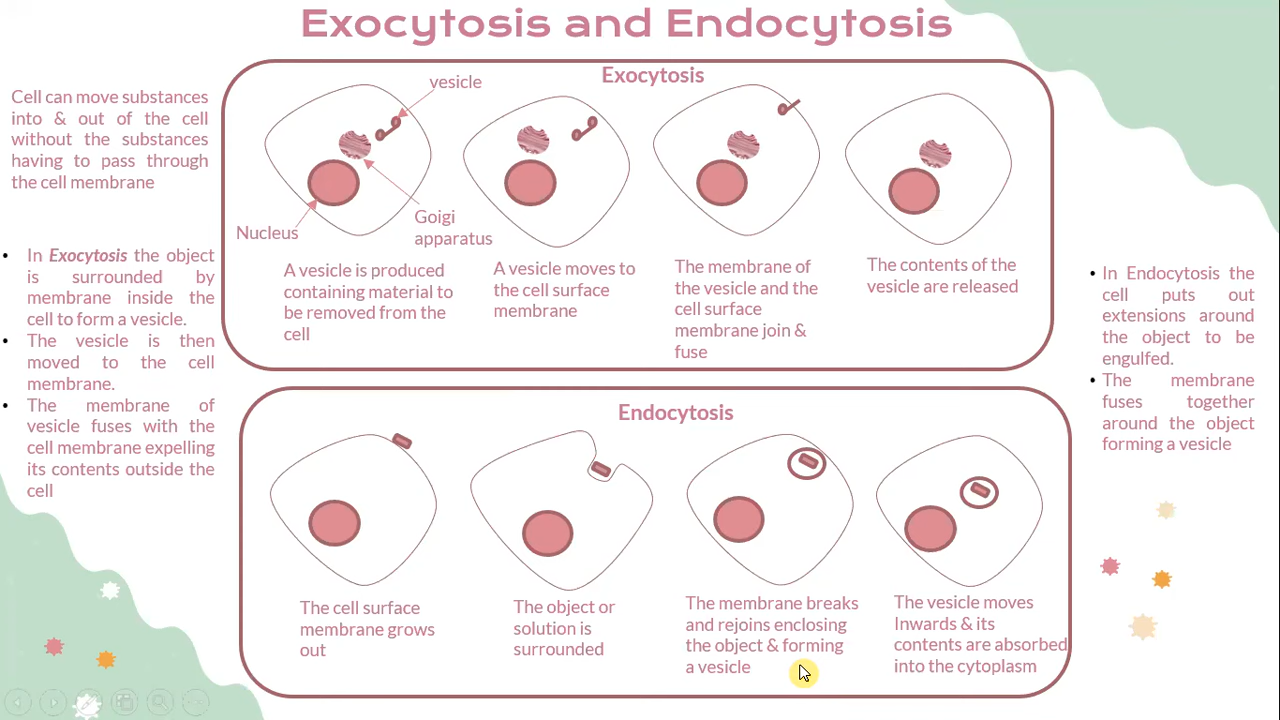 Exocytosis and Endocytosis
Cell can move substances
into & out of the cell
without the substances
having to pass through
the cell membrane
• In Exocytosis the object
is surrounded by
membrane inside the
cell to form a vesicle.
• The vesicle is then
moved to the cell
membrane.
• The membrane of
vesicle fuses with the
cell membrane expelling
its contents outside the
cell
Exocytosis
vesicle
Nucleus
Goigi
apparatus
A vesicle is produced
containing material to
be removed from the
cell
A vesicle moves to
the cell surface
membrane
The membrane of
the vesicle and the
cell surface
membrane join &
fuse
The contents of the
vesicle are released
Endocytosis
The cell surface
membrane grows
out
The object or
solution is
surrounded
The membrane breaks
and rejoins enclosing
the object & forming
a vesicle
The vesicle moves
Inwards & its
contents are absorbed
into the cytoplasm
• In Endocytosis the
cell puts out
extensions around
the object to be
engulfed.
• The membrane
fuses together
around the object
forming a vesicle